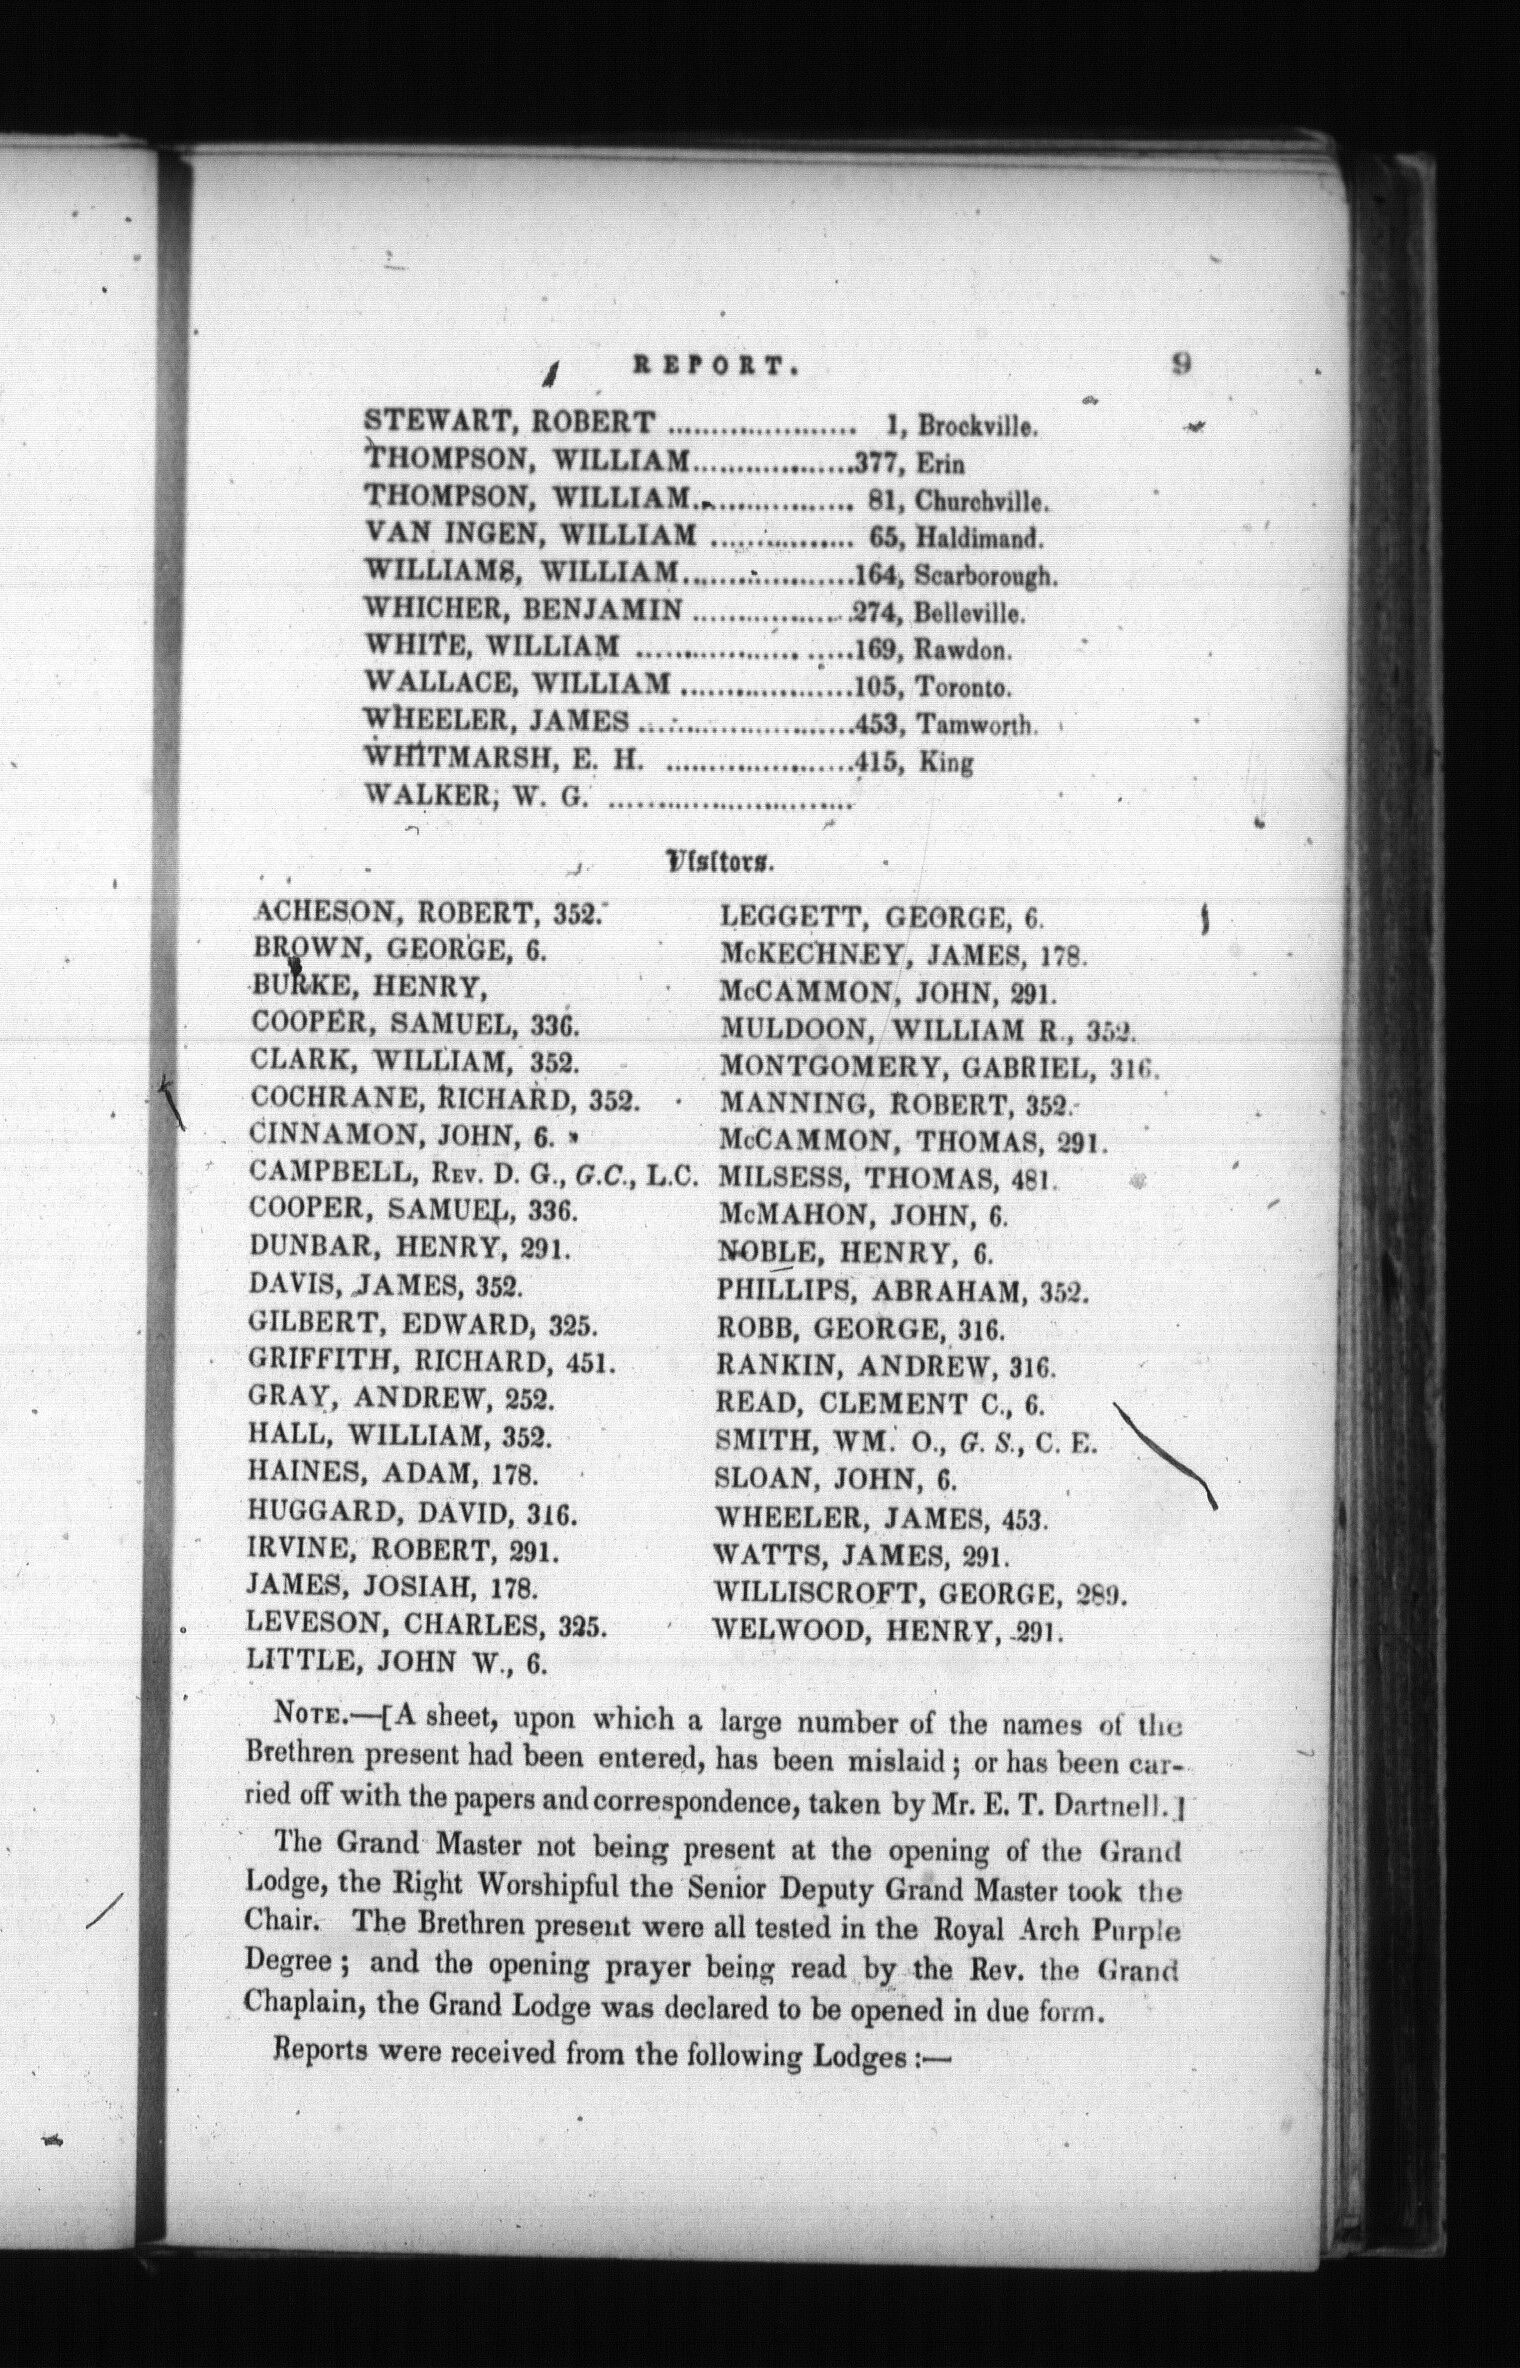 REPORT. 9
STEWART, ROBERT ..................... 1, Brockville.
THOMPSON, WILLIAM..................377, Erin
THOMPSON, WILLIAM.................. 81, Churchville.
VAN INGEN, WILLIAM ................ 65, Haldimand.
WILLIAMS, WILLIAM...................164, Scarborough.
WHICHER, BENJAMIN ..................274, Belleville.
WHITE, WILLIAM .......................169, Rawdon.
WALLACE, WILLIAM ...................105, Toronto.
WHEELER, JAMES ........................453, Tamworth.
WHITMARSH, E. H. .....................415, King
WALKER, W. G. ...........................
Visitors.
ACHESON, ROBERT, 352.
BROWN, GEORGE, 6.
BURKE, HENRY,
COOPER, SAMUEL, 336.
CLARK, WILLIAM, 352.
COCHRANE, RICHARD, 352.
CINNAMON, JOHN, 6.
CAMPBELL, REV. D. G., G.C., L.C.
COOPER, SAMUEL, 336.
DUNBAR, HENRY, 291.
DAVIS, JAMES, 352.
GILBERT, EDWARD, 325.
GRIFFITH, RICHARD, 451.
GRAY, ANDREW, 252.
HALL, WILLIAM, 352.
HAINES, ADAM, 178.
HUGGARD, DAVID, 316.
IRVINE, ROBERT, 291.
JAMES, JOSIAH, 178.
LEVESON, CHARLES, 325.
LITTLE, JOHN W., 6.
LEGGETT, GEORGE, 6.
McKECHNEY, JAMES, 178.
McCAMMON, JOHN, 291.
MULDOON, WILLIAM R., 352.
MONTGOMERY, GABRIEL, 316.
MANNING, ROBERT, 352.
McCAMMON, THOMAS, 291.
MILSESS, THOMAS, 481.
McMAHON, JOHN, 6.
NOBLE, HENRY, 6.
PHILLIPS, ABRAHAM, 352.
ROBB, GEORGE, 316.
RANKIN, ANDREW, 316.
READ, CLEMENT C., 6.
SMITH, WM. O., G. S., C. E.
SLOAN, JOHN, 6.
WHEELER, JAMES, 453.
WATTS, JAMES, 291.
WILLISCROFT, GEORGE, 289.
WELWOOD, HENRY, 291.
NOTE.—[A sheet, upon which a large number of the names of the
Brethren present had been entered, has been mislaid; or has been car-
ried off with the papers and correspondence, taken by Mr. E. T. Dartnell.]
The Grand Master not being present at the opening of the Grand
Lodge, the Right Worshipful the Senior Deputy Grand Master took the
Chair. The Brethren present were all tested in the Royal Arch Purple
Degree; and the opening prayer being read by the Rev. the Grand
Chaplain, the Grand Lodge was declared to be opened in due form.
Reports were received from the following Lodges:—